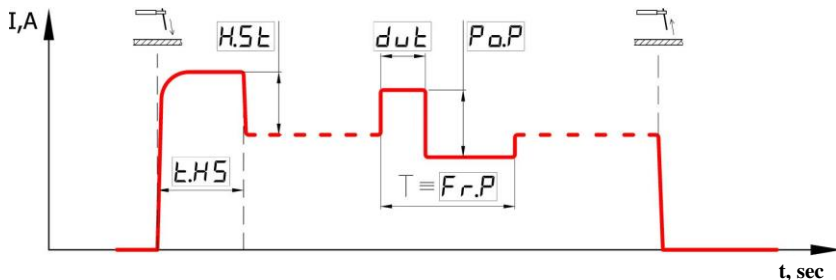 I,A
H.St
dut
Po.P
t.HS
T ≡ Fr.P
t, sec